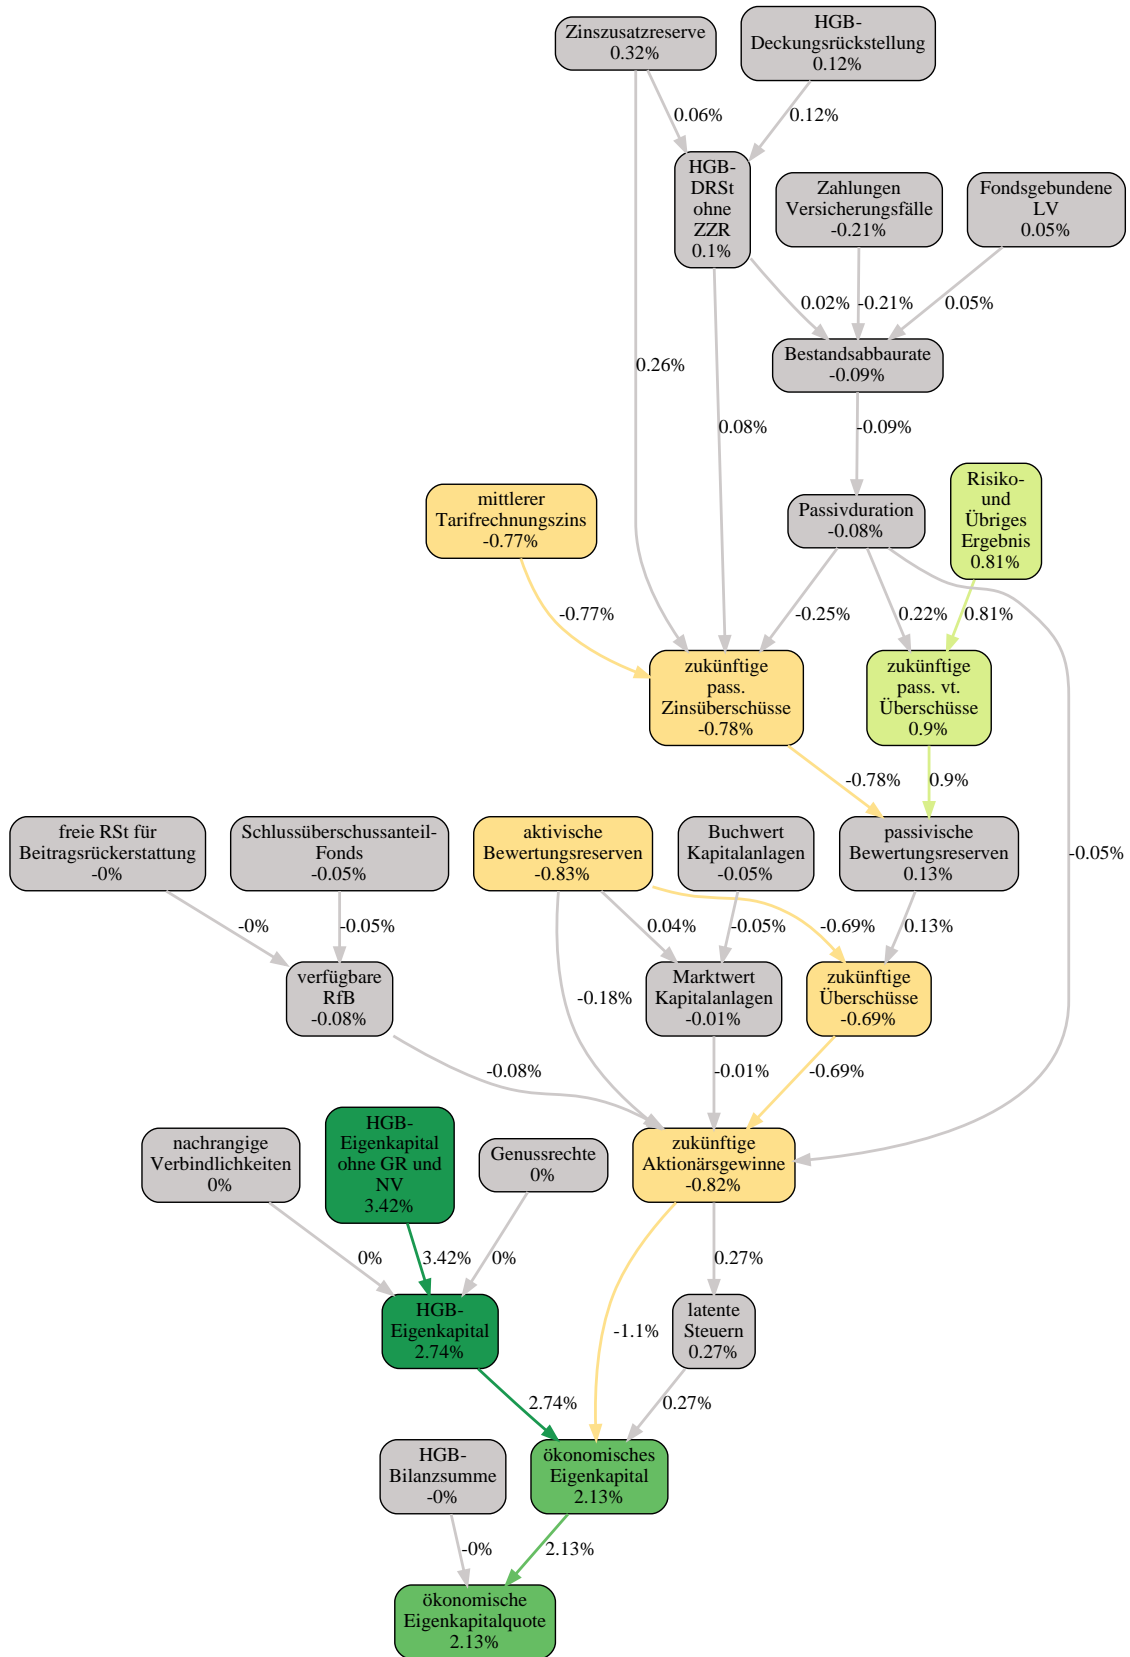 Zinszusatzreserve
0.32%
HGB-
Deckungsrückstellung
0.12%
0.06%
0.12%
HGB-
DRSt
ohne
ZZR
0.1%
Zahlungen
Versicherungsfälle
-0.21%
Fondsgebundene
LV
0.05%
0.02%
-0.21%
0.05%
Bestandsabbaurate
-0.09%
0.26%
0.08%
-0.09%
mittlerer
Tarifrechnungszins
-0.77%
Passivduration
-0.08%
Risiko-
und
Übriges
Ergebnis
0.81%
-0.77%
-0.25%
0.22%
0.81%
zukünftige
pass.
Zinsüberschüsse
-0.78%
zukünftige
pass. vt.
Überschüsse
0.9%
-0.78%
0.9%
-0.05%
freie RSt für
Beitragsrückerstattung
-0%
Schlussüberschussanteil-
Fonds
-0.05%
aktivische
Bewertungsreserven
-0.83%
Buchwert
Kapitalanlagen
-0.05%
passivische
Bewertungsreserven
0.13%
-0%
-0.05%
-0.18%
0.04%
-0.05%
-0.69%
0.13%
verfügbare
RfB
-0.08%
Marktwert
Kapitalanlagen
-0.01%
zukünftige
Überschüsse
-0.69%
-0.08%
-0.01%
-0.69%
nachrangige
Verbindlichkeiten
0%
HGB-
Eigenkapital
ohne GR und
NV
3.42%
Genussrechte
0%
zukünftige
Aktionärsgewinne
-0.82%
0%
3.42%
0%
0.27%
HGB-
Eigenkapital
2.74%
-1.1%
latente
Steuern
0.27%
2.74%
0.27%
HGB-
Bilanzsumme
-0%
ökonomisches
Eigenkapital
2.13%
-0%
2.13%
ökonomische
Eigenkapitalquote
2.13%